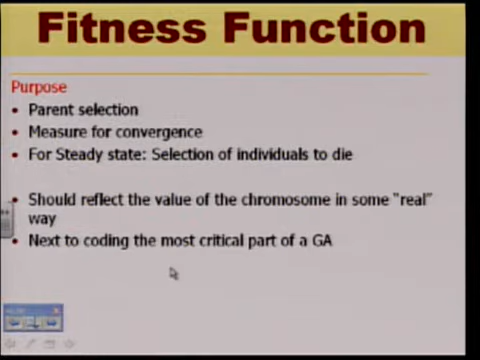 Fitness Function
Purpose
• Parent selection
• Measure for convergence
• For Steady state: Selection of individuals to die
• Should reflect the value of the chromosome in some “real”
way
• Next to coding the most critical part of a GA